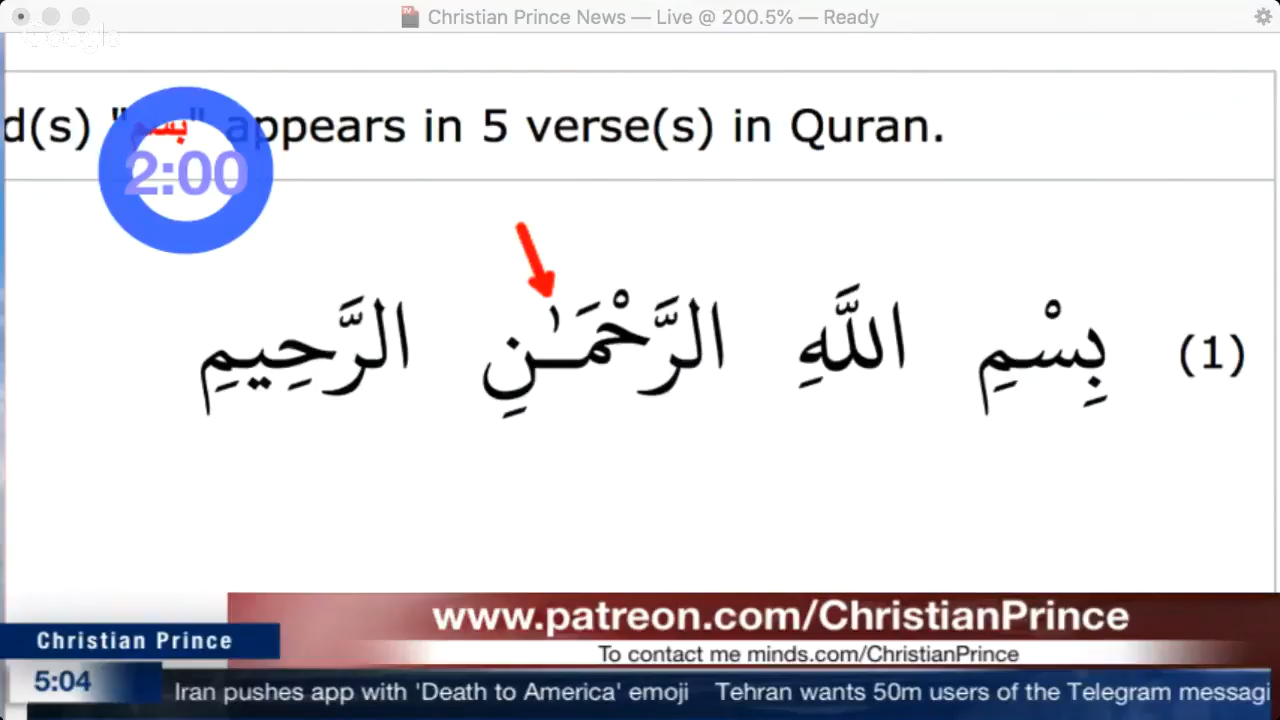 Christian Prince News — Live @ 200.5% — Ready
Google
d(s) "بسم" appears in 5 verse(s) in Quran.
2:00
(1) بِسْمِ اللَّهِ الرَّحْمَـٰنِ الرَّحِيمِ
www.patreon.com/ChristianPrince
Christian Prince
To contact me minds.com/ChristianPrince
5:04
Iran pushes app with 'Death to America' emoji Tehran wants 50m users of the Telegram messagi